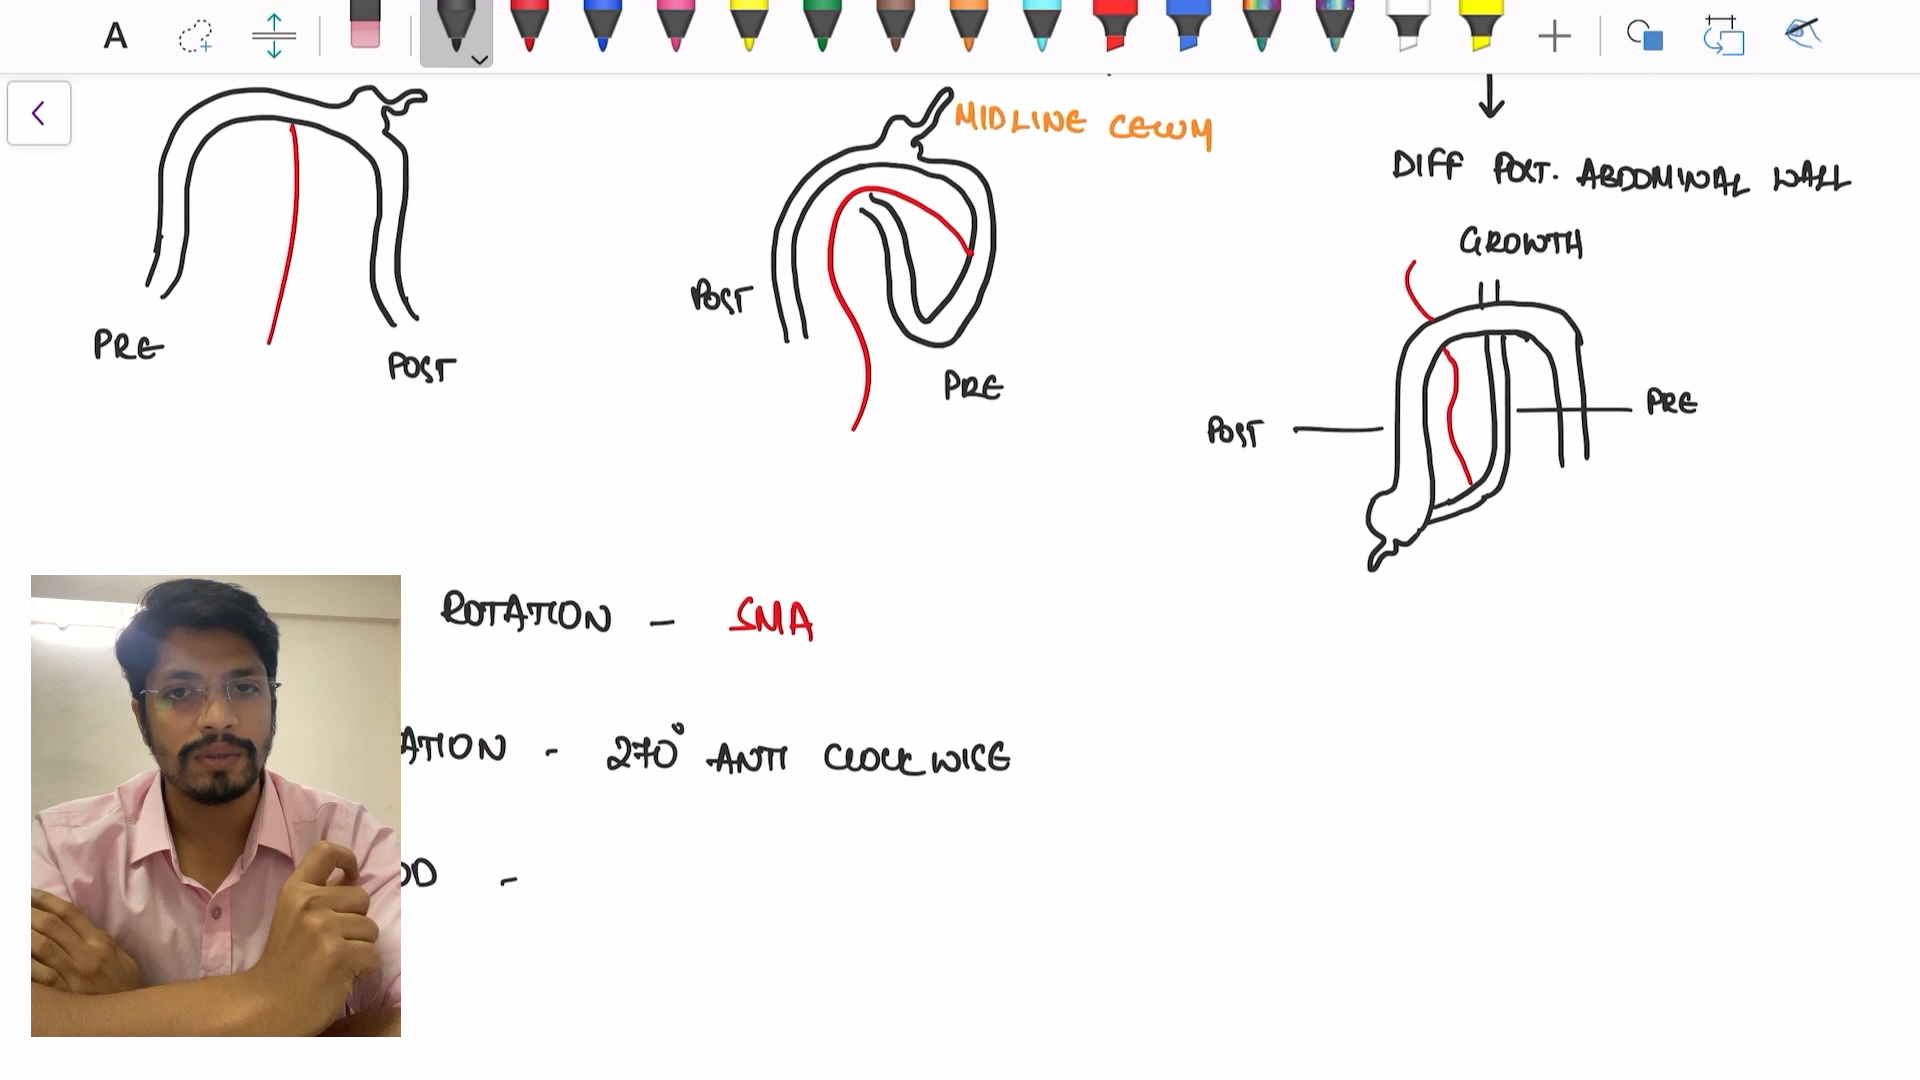 A
MIDLINE CECUM
DIFF POST. ABDOMINAL WALL
GROWTH
PRE
POST
POST
PRE
POST
PRE
ROTATION - SMA
ATION - 270° ANTI CLOCKWISE
OD -